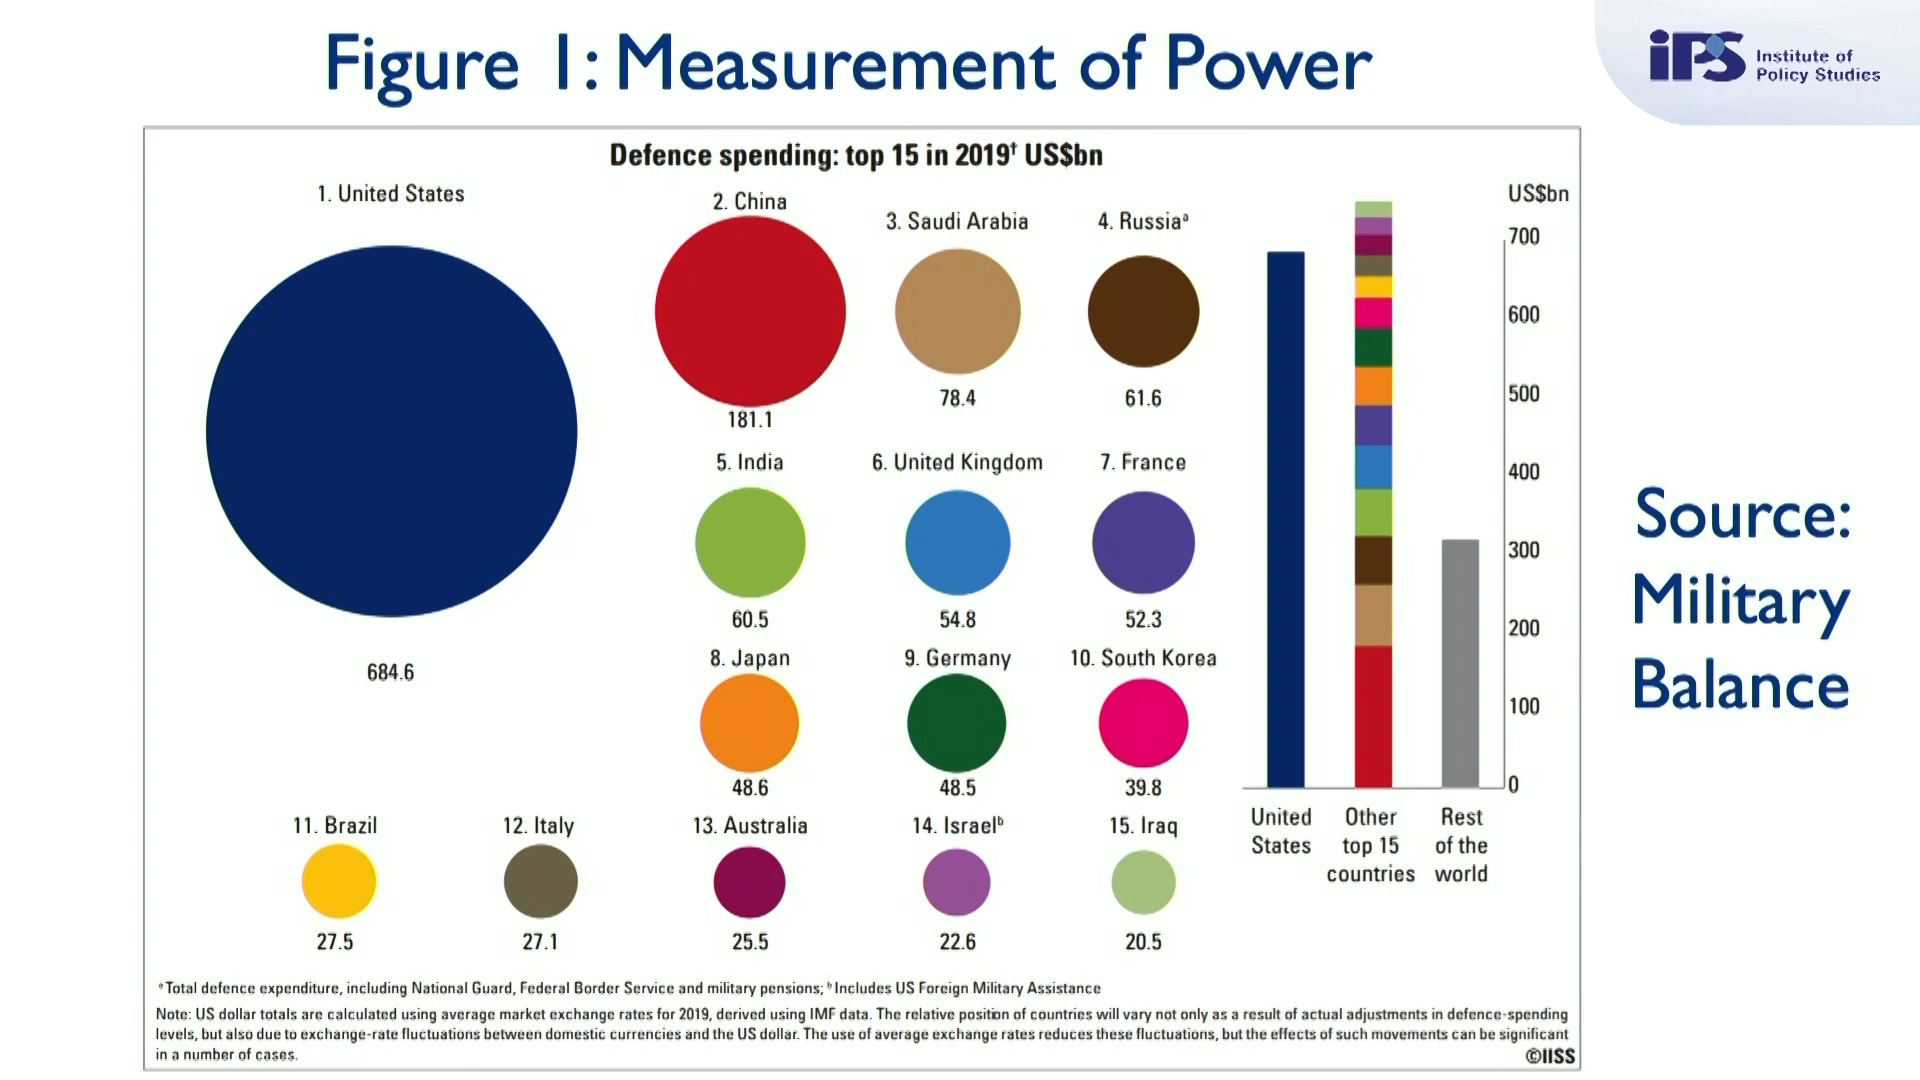 Figure 1: Measurement of Power
iPS Institute of
Policy Studies
Defence spending: top 15 in 2019† US$bn
1. United States
684.6
2. China
181.1
3. Saudi Arabia
78.4
4. Russiaª
61.6
5. India
60.5
6. United Kingdom
54.8
7. France
52.3
8. Japan
48.6
9. Germany
48.5
10. South Korea
39.8
11. Brazil
27.5
12. Italy
27.1
13. Australia
25.5
14. Israelᵇ
22.6
15. Iraq
20.5
US$bn
700
600
500
400
300
200
100
0
United
States
Other
top 15
countries
Rest
of the
world
Source:
Military
Balance
ª Total defence expenditure, including National Guard, Federal Border Service and military pensions; ᵇ Includes US Foreign Military Assistance
Note: US dollar totals are calculated using average market exchange rates for 2019, derived using IMF data. The relative position of countries will vary not only as a result of actual adjustments in defence-spending
levels, but also due to exchange-rate fluctuations between domestic currencies and the US dollar. The use of average exchange rates reduces these fluctuations, but the effects of such movements can be significant
in a number of cases.
©IISS